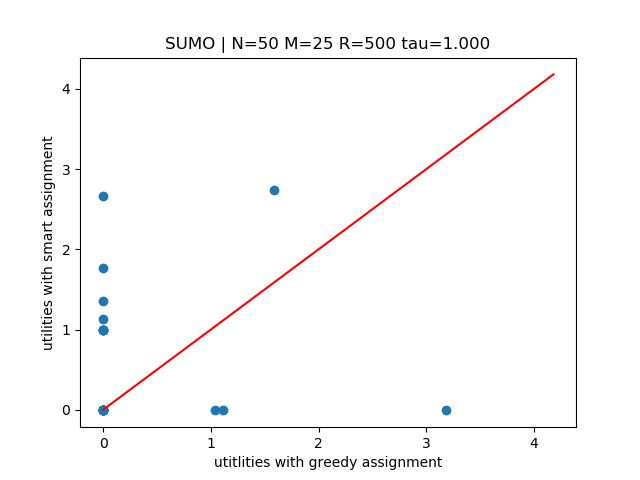 SUMO | N=50 M=25 R=500 tau=1.000
utilities with smart assignment
4
3
2
1
0
0 1 2 3 4
utitlities with greedy assignment